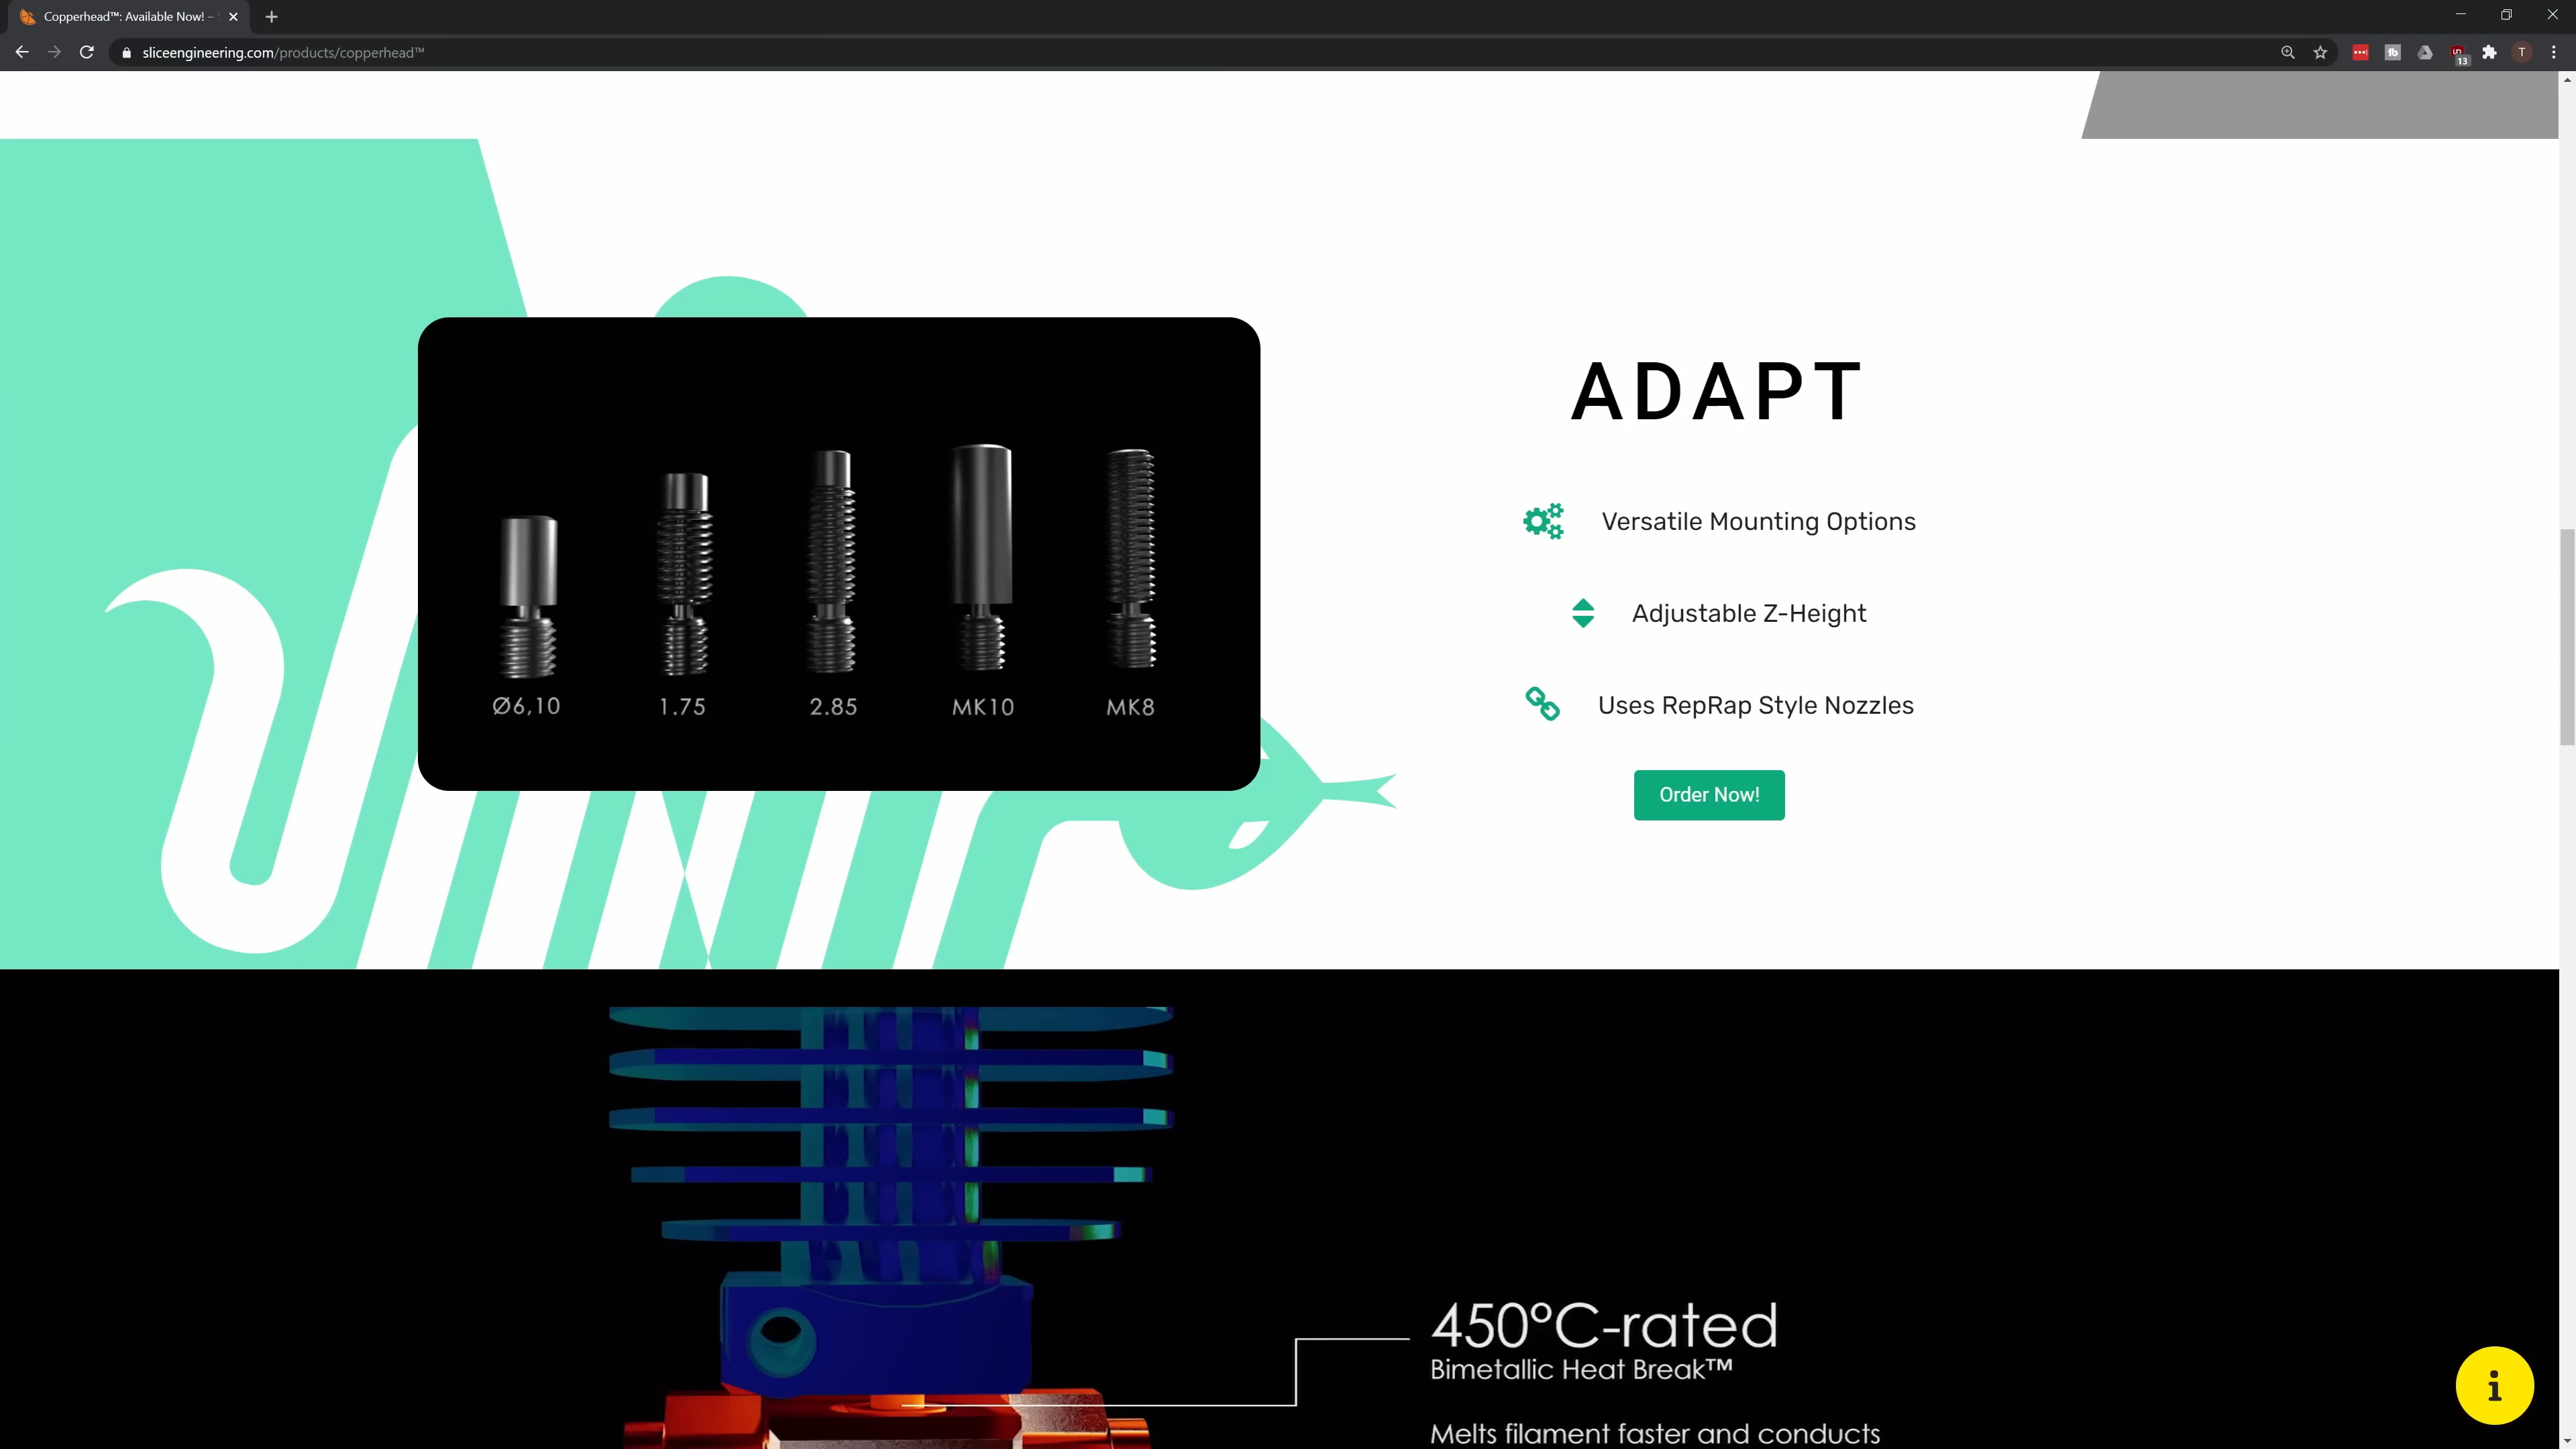 Copperhead™: Available Now! –
sliceengineering.com/products/copperhead™
13
T
ADAPT
Versatile Mounting Options
Adjustable Z-Height
Uses RepRap Style Nozzles
Order Now!
Ø6,10 1.75 2.85 MK10 MK8
450°C-rated
Bimetallic Heat Break™
Melts filament faster and conducts
i